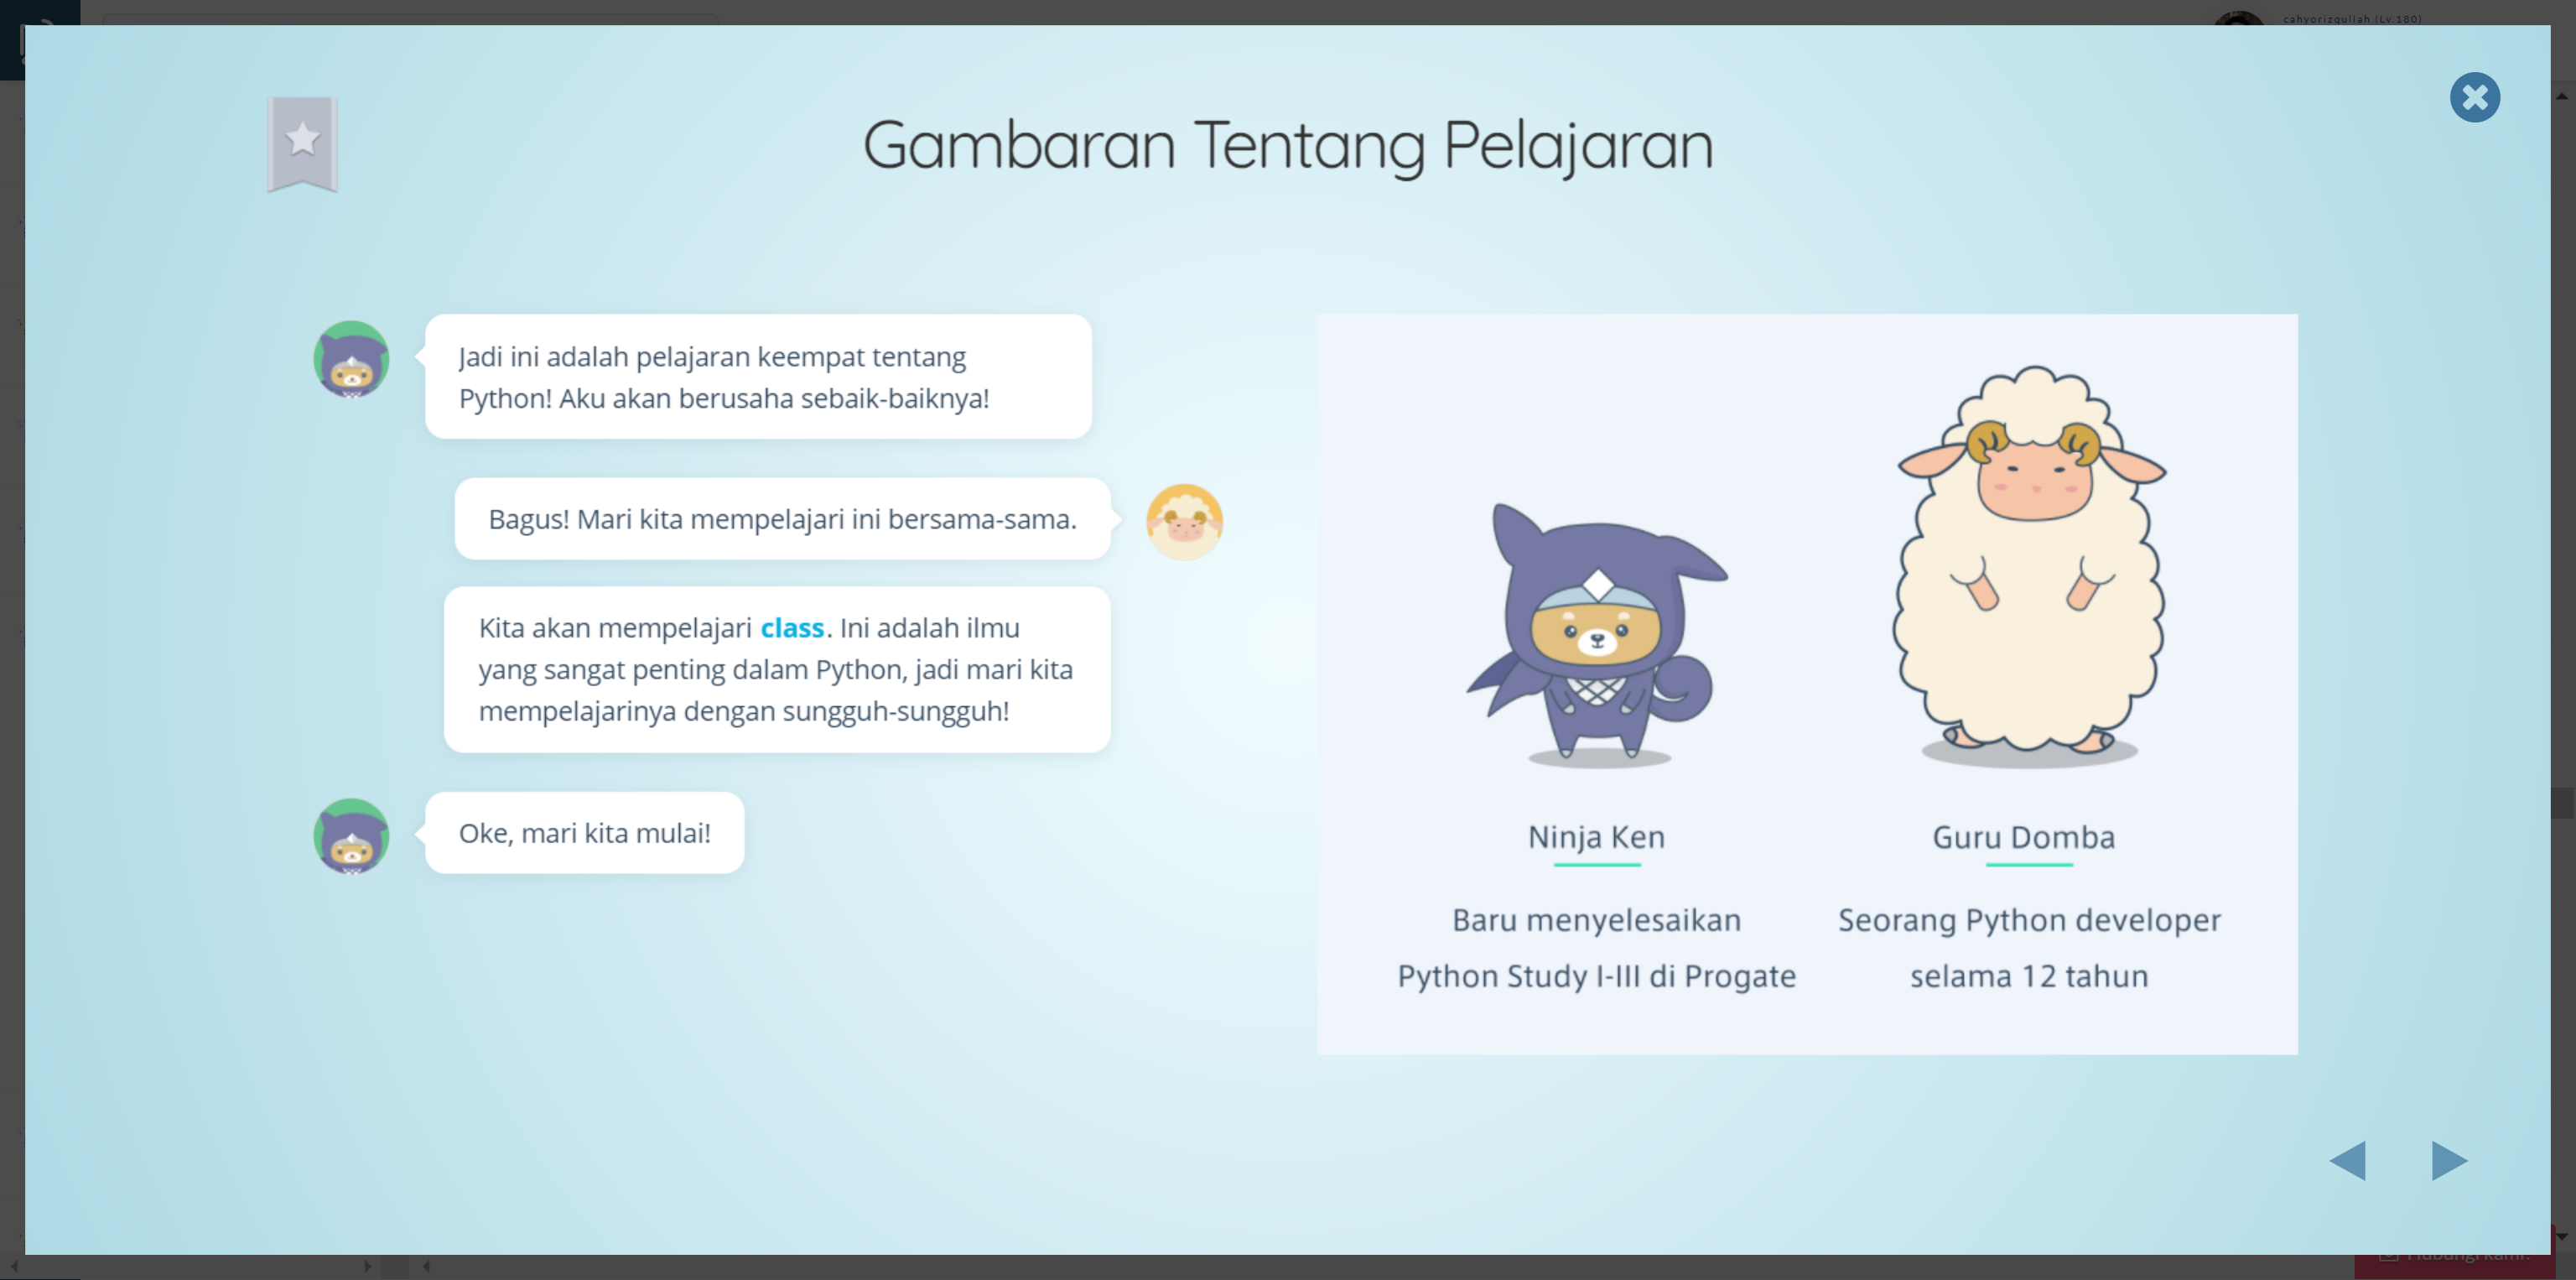 cahyorizqullah (Lv.180)
Gambaran Tentang Pelajaran
Jadi ini adalah pelajaran keempat tentang
Python! Aku akan berusaha sebaik-baiknya!
Bagus! Mari kita mempelajari ini bersama-sama.
Kita akan mempelajari class. Ini adalah ilmu
yang sangat penting dalam Python, jadi mari kita
mempelajarinya dengan sungguh-sungguh!
Oke, mari kita mulai!
Ninja Ken
Baru menyelesaikan
Python Study I-III di Progate
Guru Domba
Seorang Python developer
selama 12 tahun